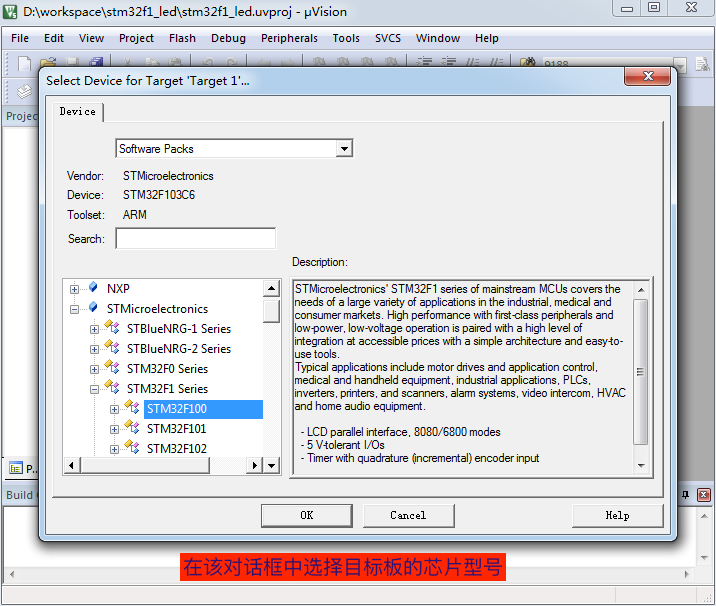 D:\workspace\stm32f1_led\stm32f1_led.uvproj - µVision
File Edit View Project Flash Debug Peripherals Tools SVCS Window Help
9188
Select Device for Target 'Target 1'...
Device
Software Packs
Vendor: STMicroelectronics
Device: STM32F103C6
Toolset: ARM
Search:
Description:
NXP
STMicroelectronics
STBlueNRG-1 Series
STBlueNRG-2 Series
STM32F0 Series
STM32F1 Series
STM32F100
STM32F101
STM32F102
STMicroelectronics' STM32F1 series of mainstream MCUs covers the
needs of a large variety of applications in the industrial, medical and
consumer markets. High perfomance with first-class peripherals and
low-power, low-voltage operation is paired with a high level of
integration at accessible prices with a simple architecture and easy-to-
use tools.
Typical applications include motor drives and application control,
medical and handheld equipment, industrial applications, PLCs,
inverters, printers, and scanners, alarm systems, video intercom, HVAC
and home audio equipment.
- LCD parallel interface, 8080/6800 modes
- 5 V-tolerant I/Os
- Timer with quadrature (incremental) encoder input
OK Cancel Help
Projec
P...
Build
在该对话框中选择目标板的芯片型号